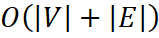 O(|V| + |E|)